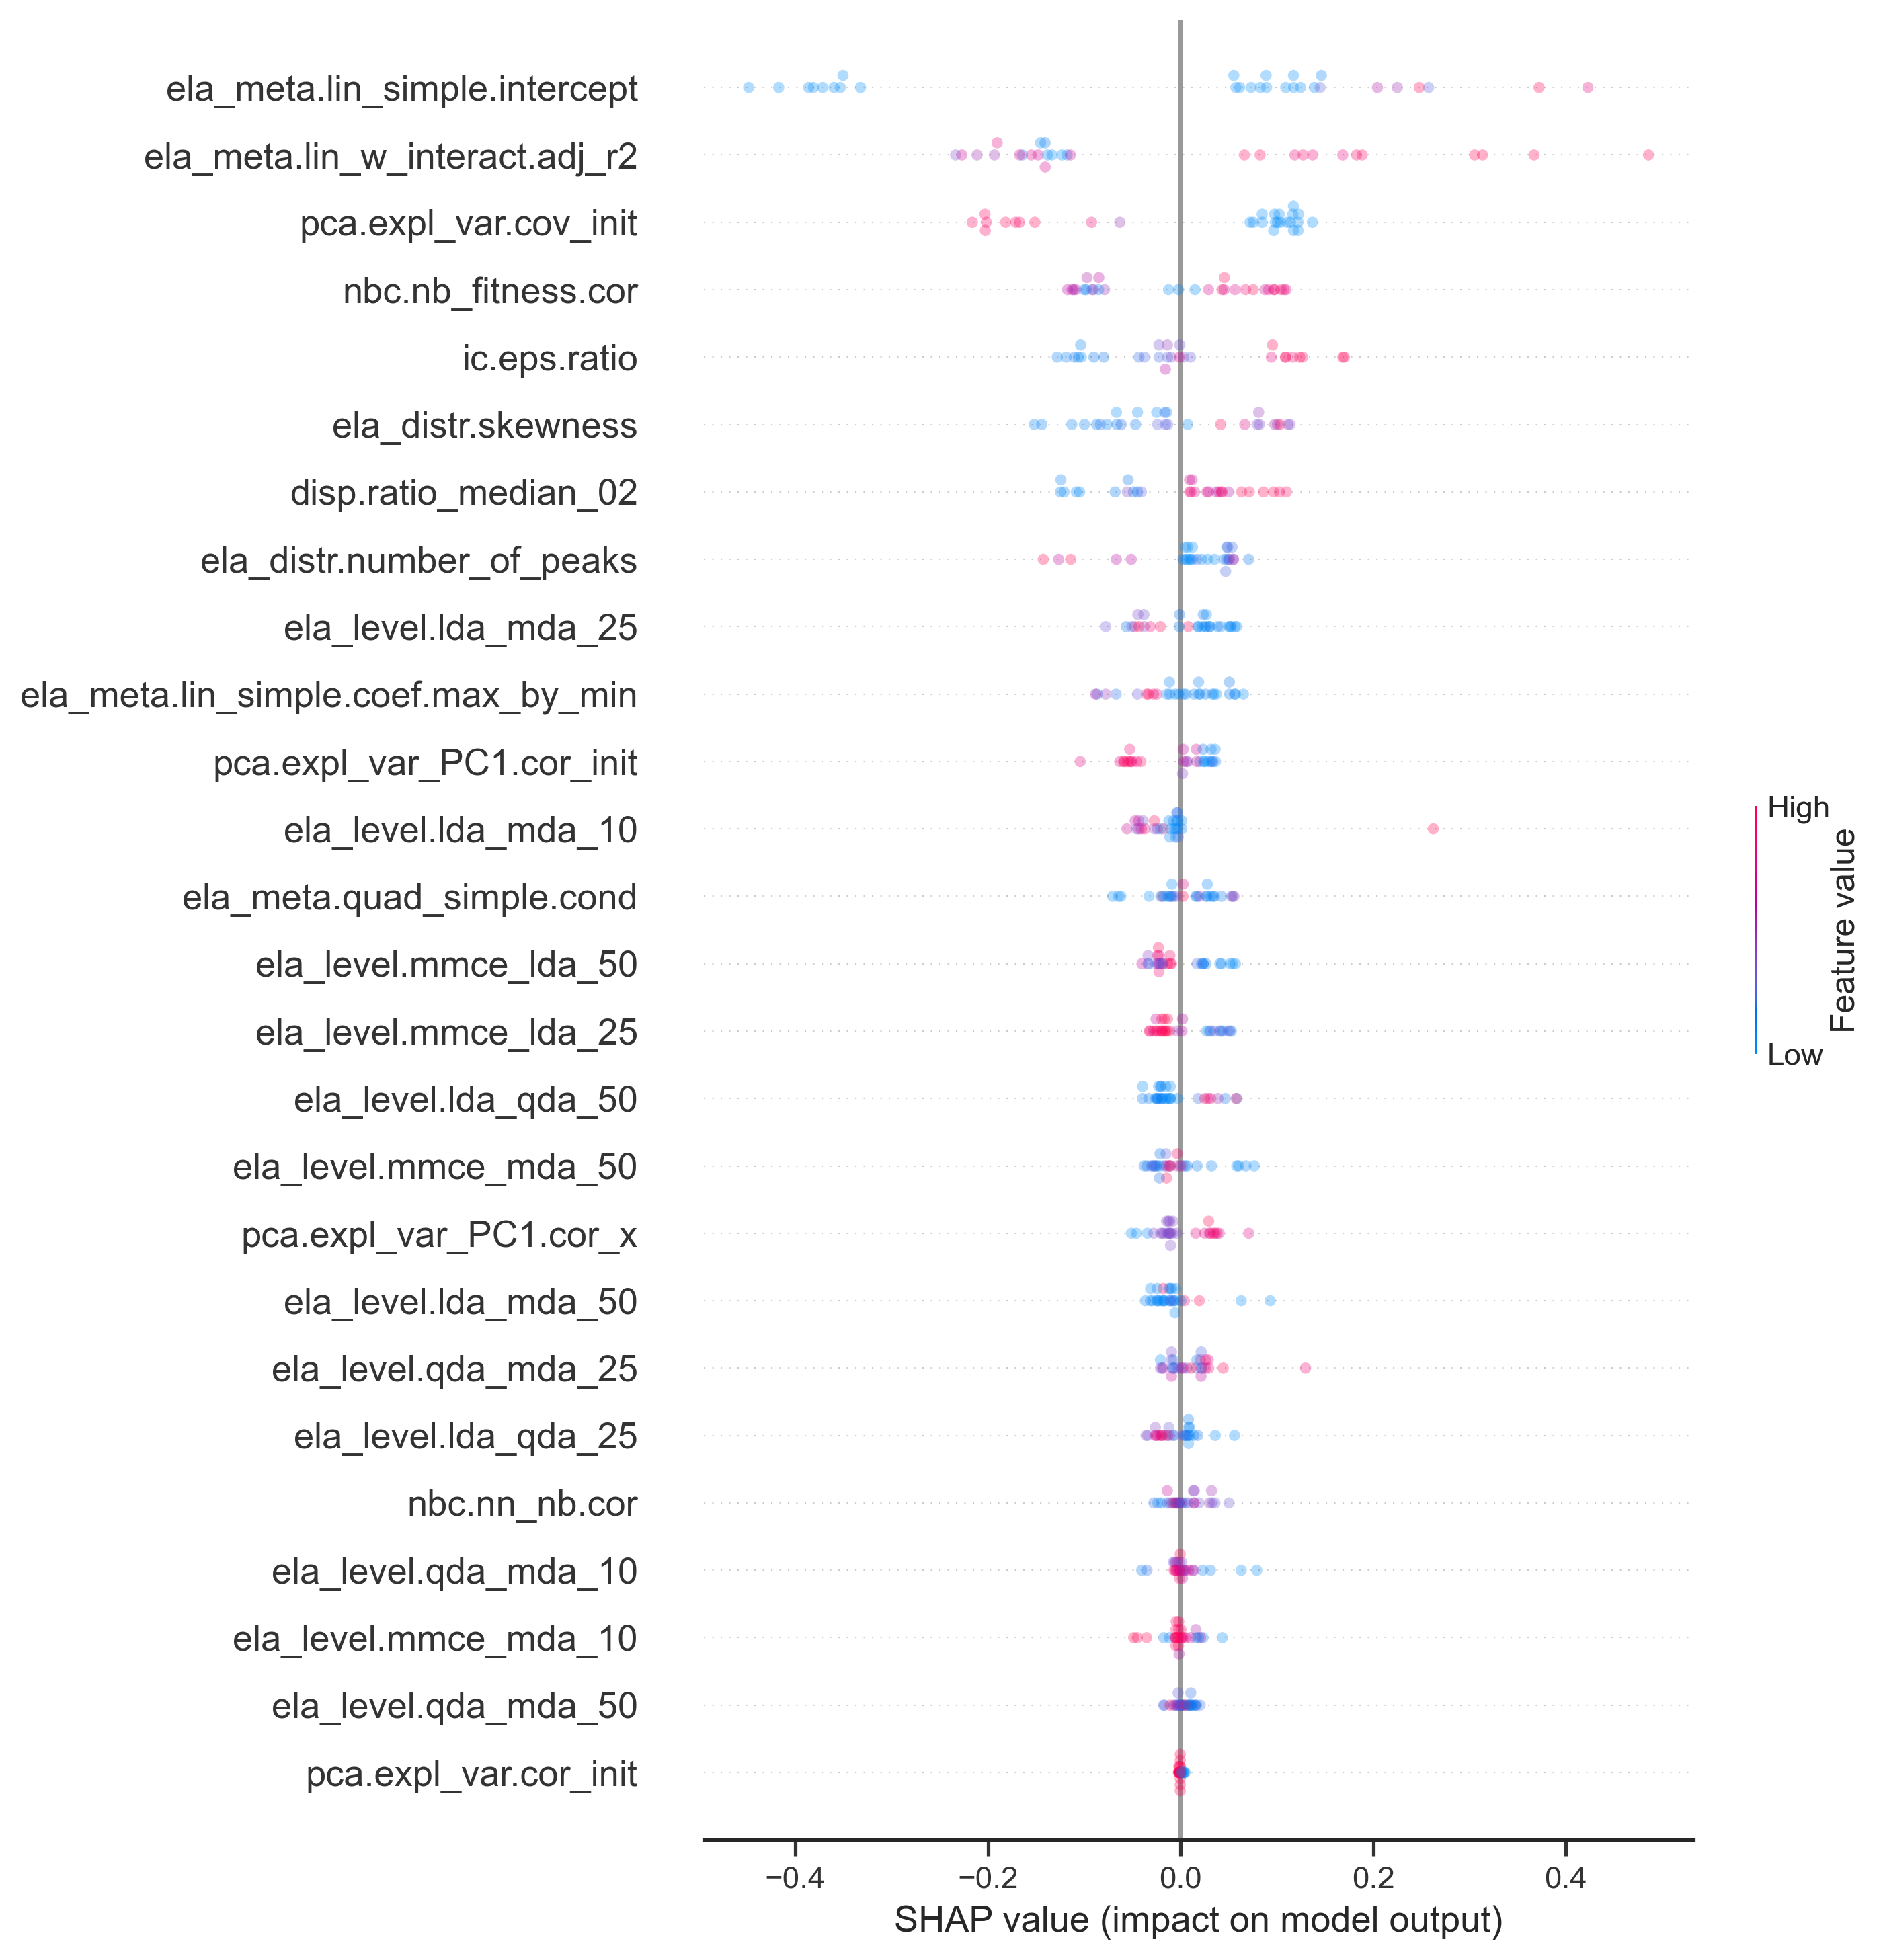 ela_meta.lin_simple.intercept
ela_meta.lin_w_interact.adj_r2
pca.expl_var.cov_init
nbc.nb_fitness.cor
ic.eps.ratio
ela_distr.skewness
disp.ratio_median_02
ela_distr.number_of_peaks
ela_level.lda_mda_25
ela_meta.lin_simple.coef.max_by_min
pca.expl_var_PC1.cor_init
ela_level.lda_mda_10
ela_meta.quad_simple.cond
ela_level.mmce_lda_50
ela_level.mmce_lda_25
ela_level.lda_qda_50
ela_level.mmce_mda_50
pca.expl_var_PC1.cor_x
ela_level.lda_mda_50
ela_level.qda_mda_25
ela_level.lda_qda_25
nbc.nn_nb.cor
ela_level.qda_mda_10
ela_level.mmce_mda_10
ela_level.qda_mda_50
pca.expl_var.cor_init
−0.4 −0.2 0.0 0.2 0.4
SHAP value (impact on model output)
High
Feature value
Low